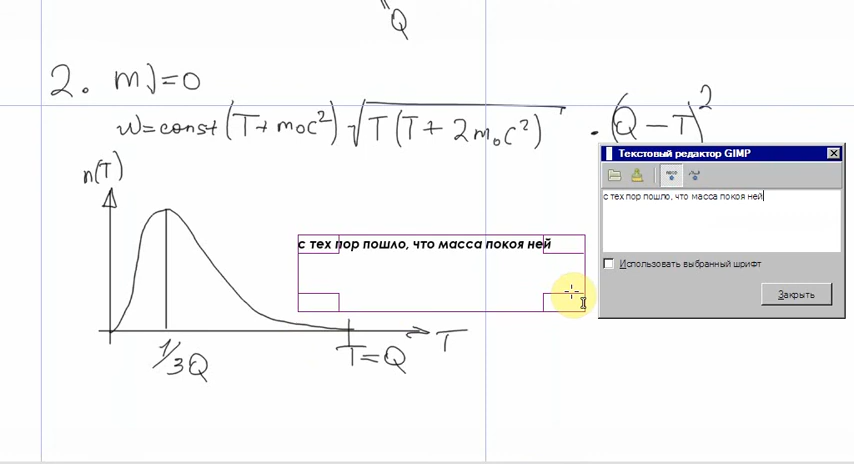 Q
2. mν=0
w=const(T+m₀c²)√T(T+2m₀c²) · (Q−T)²
n(T)
Текстовый редактор GIMP
с тех пор пошло, что масса покоя ней
с тех пор пошло, что масса покоя ней
Использовать выбранный шрифт
Закрыть
1/3Q
T=Q
T